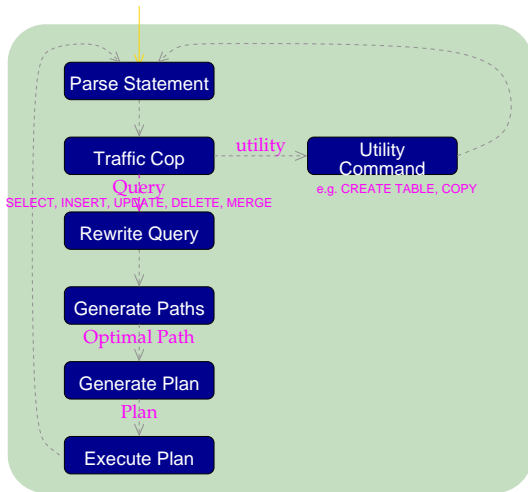 Parse Statement
Traffic Cop
utility
Utility
Command
e.g. CREATE TABLE, COPY
Query
SELECT, INSERT, UPDATE, DELETE, MERGE
Rewrite Query
Generate Paths
Optimal Path
Generate Plan
Plan
Execute Plan